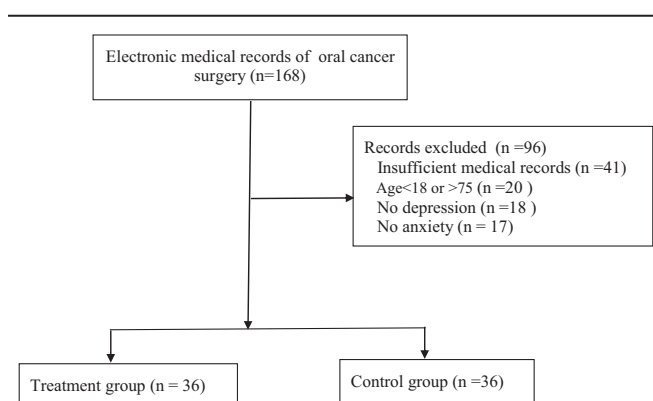 Electronic medical records of oral cancer
surgery (n=168)
Records excluded (n =96)
Insufficient medical records (n =41)
Age<18 or >75 (n =20 )
No depression (n =18 )
No anxiety (n = 17)
Treatment group (n = 36)
Control group (n =36)